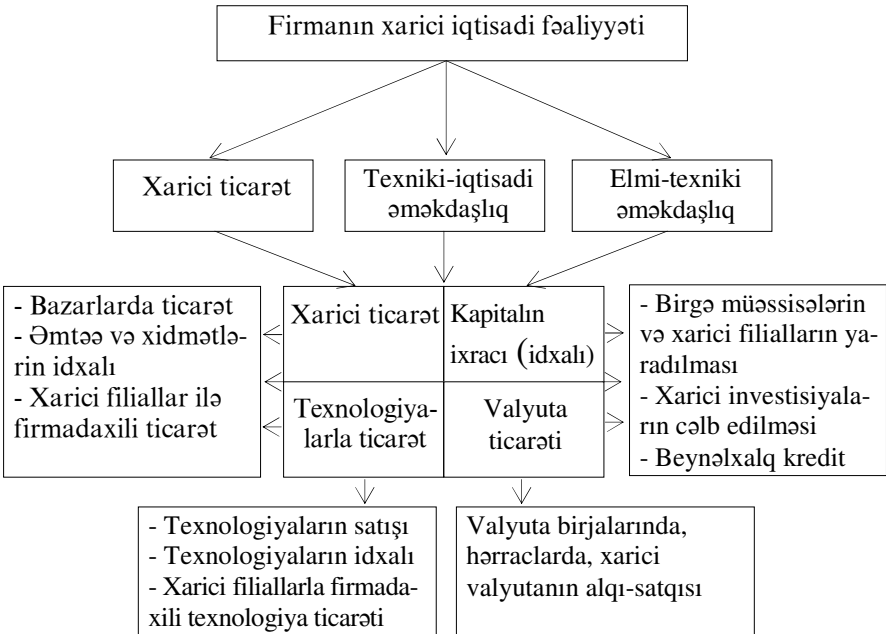 Firmanın xarici iqtisadi fəaliyyəti
Xarici ticarət
Texniki-iqtisadi
əməkdaşlıq
Elmi-texniki
əməkdaşlıq
- Bazarlarda ticarət
- Əmtəə və xidmətlə-
rin idxalı
- Xarici filiallar ilə
firmadaxili ticarət
Xarici ticarət
Kapitalın
ixracı (idxalı)
Texnologiya-
larla ticarət
Valyuta
ticarəti
- Birgə müəssisələrin
və xarici filialların ya-
radılması
- Xarici investisiyala-
rın cəlb edilməsi
- Beynəlxalq kredit
- Texnologiyaların satışı
- Texnologiyaların idxalı
- Xarici filiallarla firmada-
xili texnologiya ticarəti
Valyuta birjalarında,
hərraclarda, xarici
valyutanın alqı-satqısı